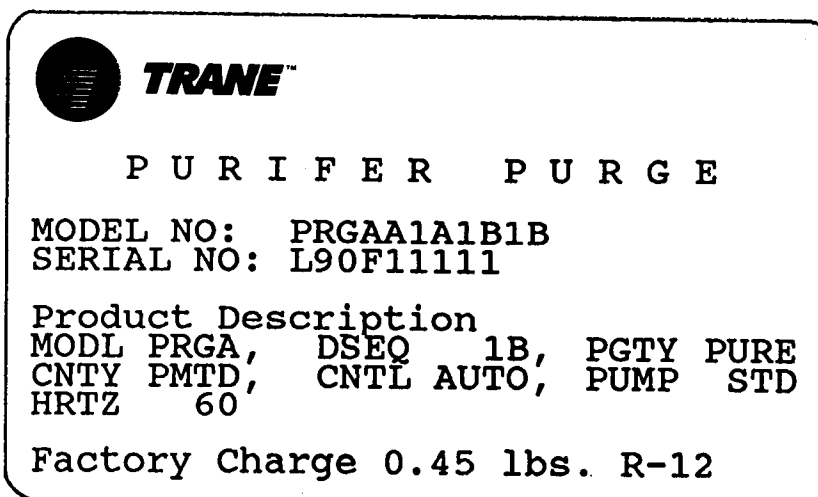 TRANE™
PURIFER PURGE
MODEL NO: PRGAA1A1B1B
SERIAL NO: L90F11111
Product Description
MODL PRGA, DSEQ 1B, PGTY PURE
CNTY PMTD, CNTL AUTO, PUMP STD
HRTZ 60
Factory Charge 0.45 lbs. R-12